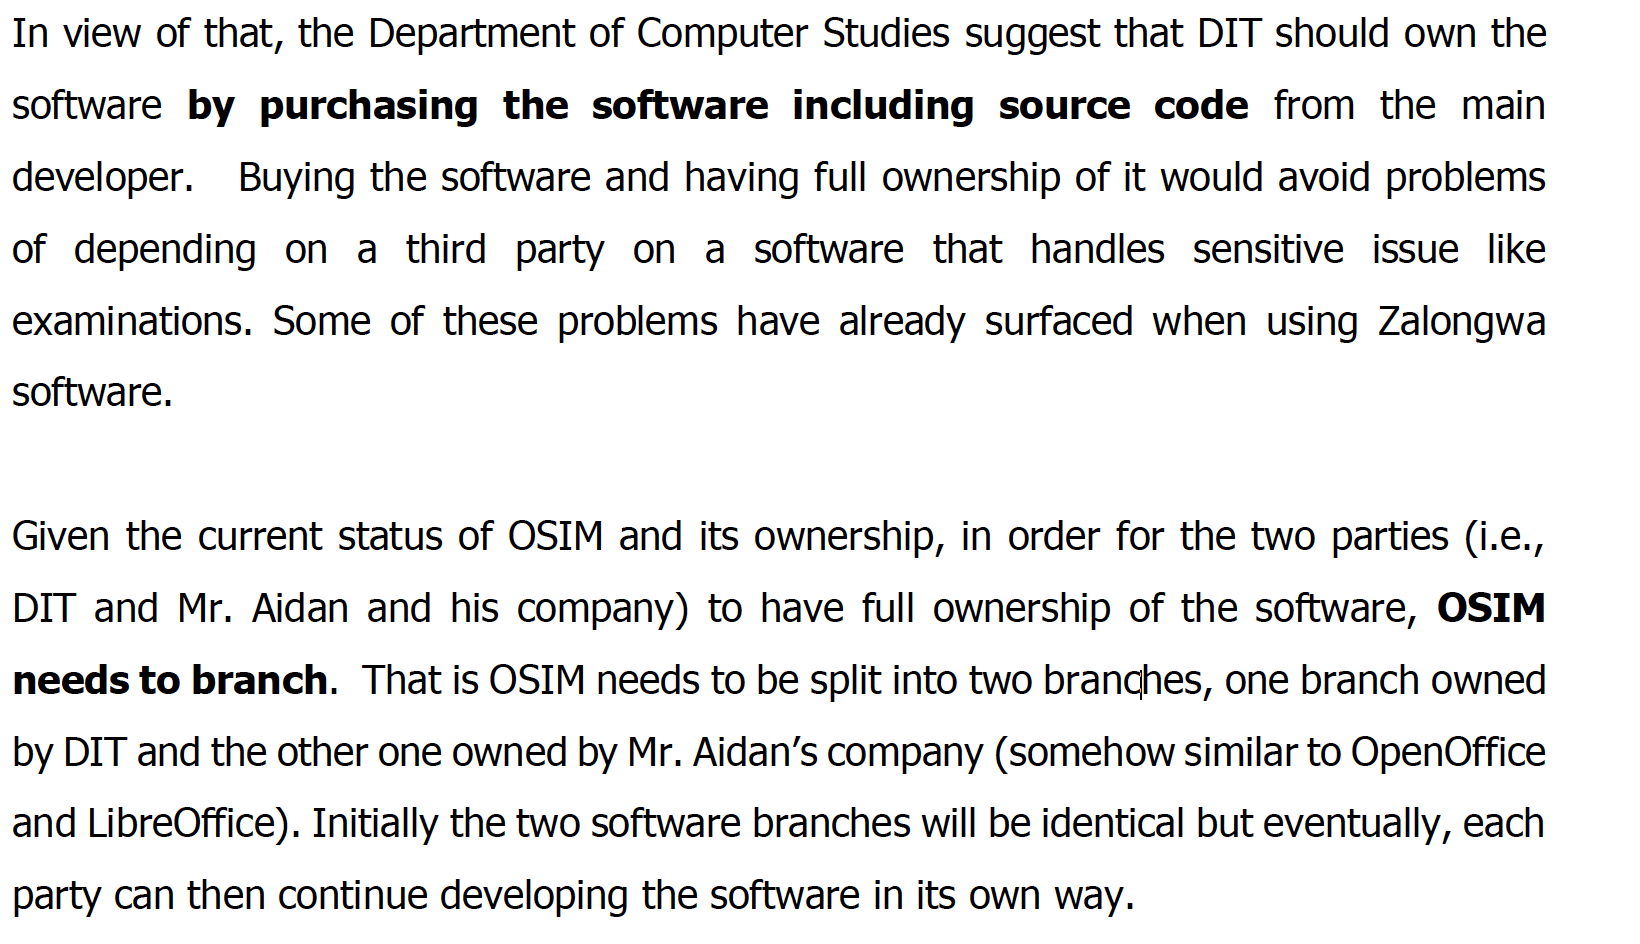 In view of that, the Department of Computer Studies suggest that DIT should own the
software by purchasing the software including source code from the main
developer.   Buying the software and having full ownership of it would avoid problems
of depending on a third party on a software that handles sensitive issue like
examinations. Some of these problems have already surfaced when using Zalongwa
software.
Given the current status of OSIM and its ownership, in order for the two parties (i.e.,
DIT and Mr. Aidan and his company) to have full ownership of the software, OSIM
needs to branch.  That is OSIM needs to be split into two branches, one branch owned
by DIT and the other one owned by Mr. Aidan’s company (somehow similar to OpenOffice
and LibreOffice). Initially the two software branches will be identical but eventually, each
party can then continue developing the software in its own way.